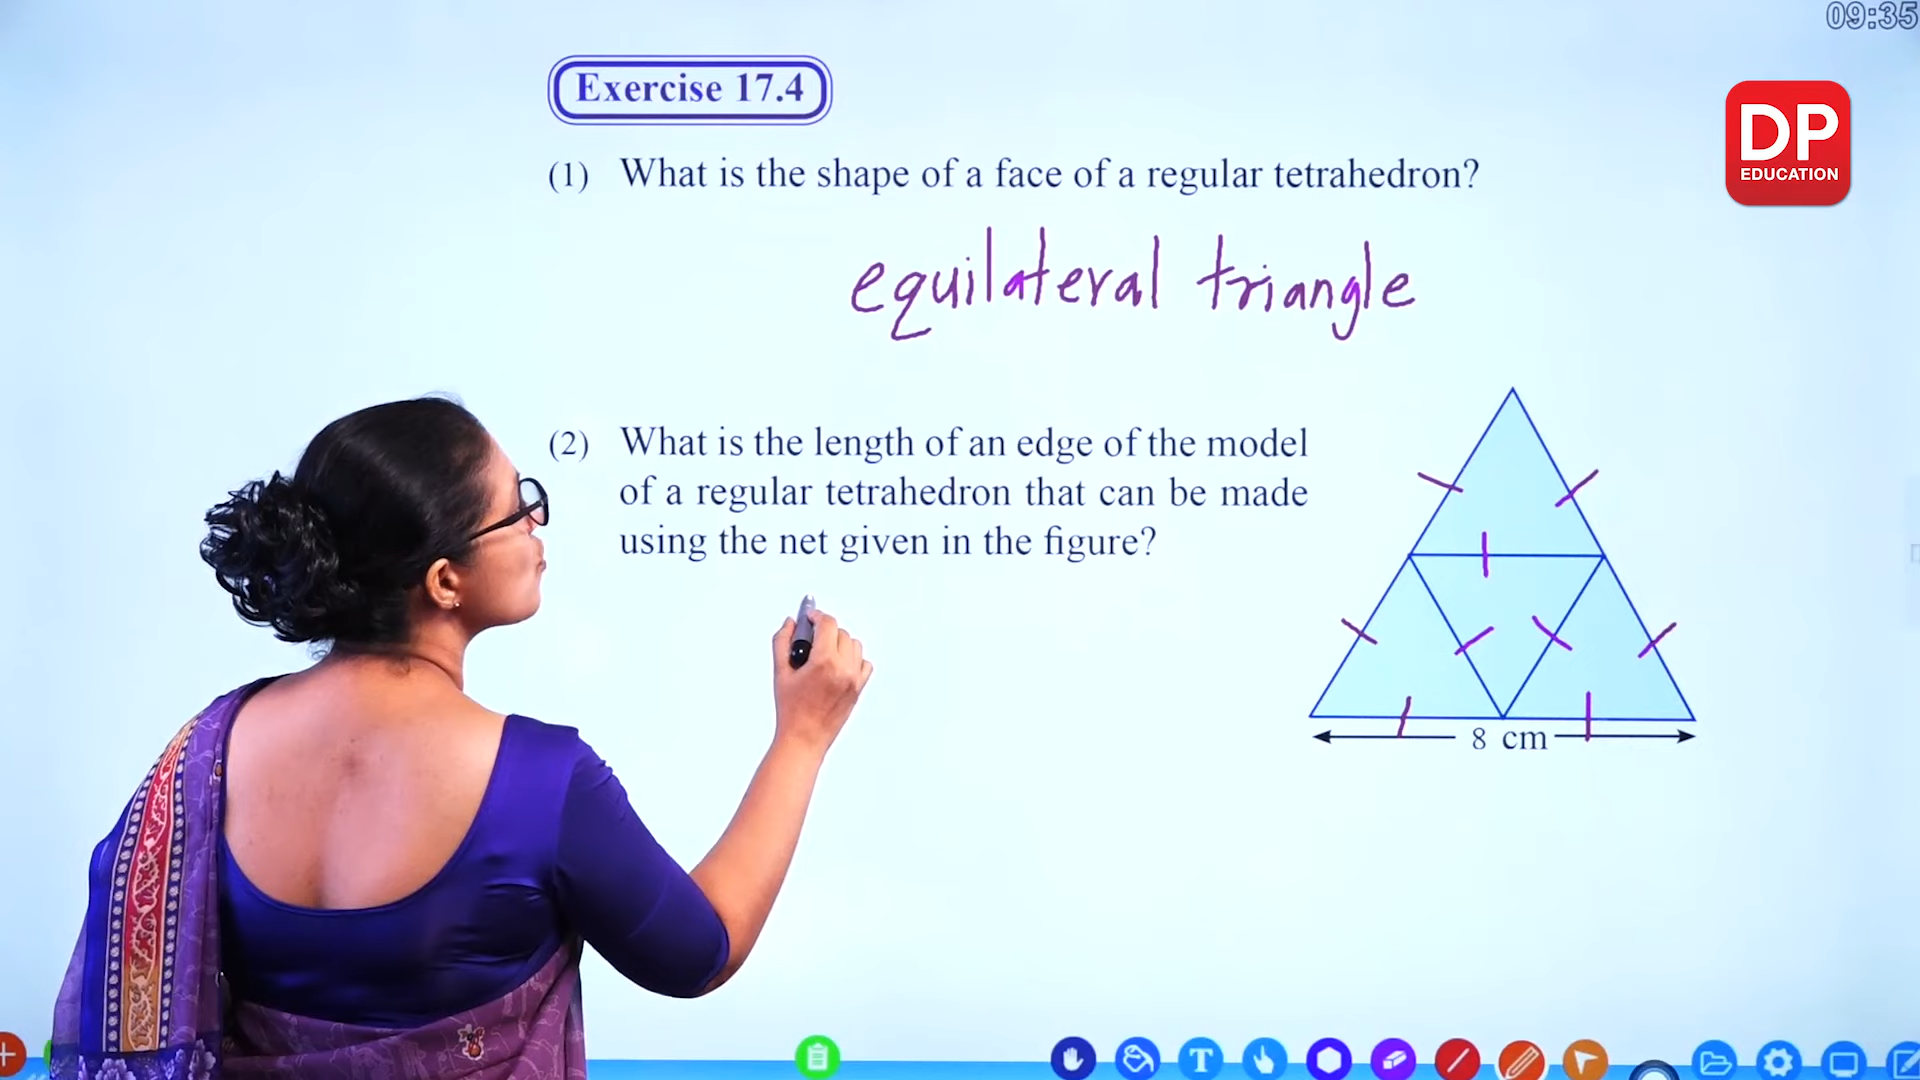 09:35
Exercise 17.4
DP
EDUCATION
(1) What is the shape of a face of a regular tetrahedron?
equilateral triangle
(2) What is the length of an edge of the model
of a regular tetrahedron that can be made
using the net given in the figure?
8 cm
T